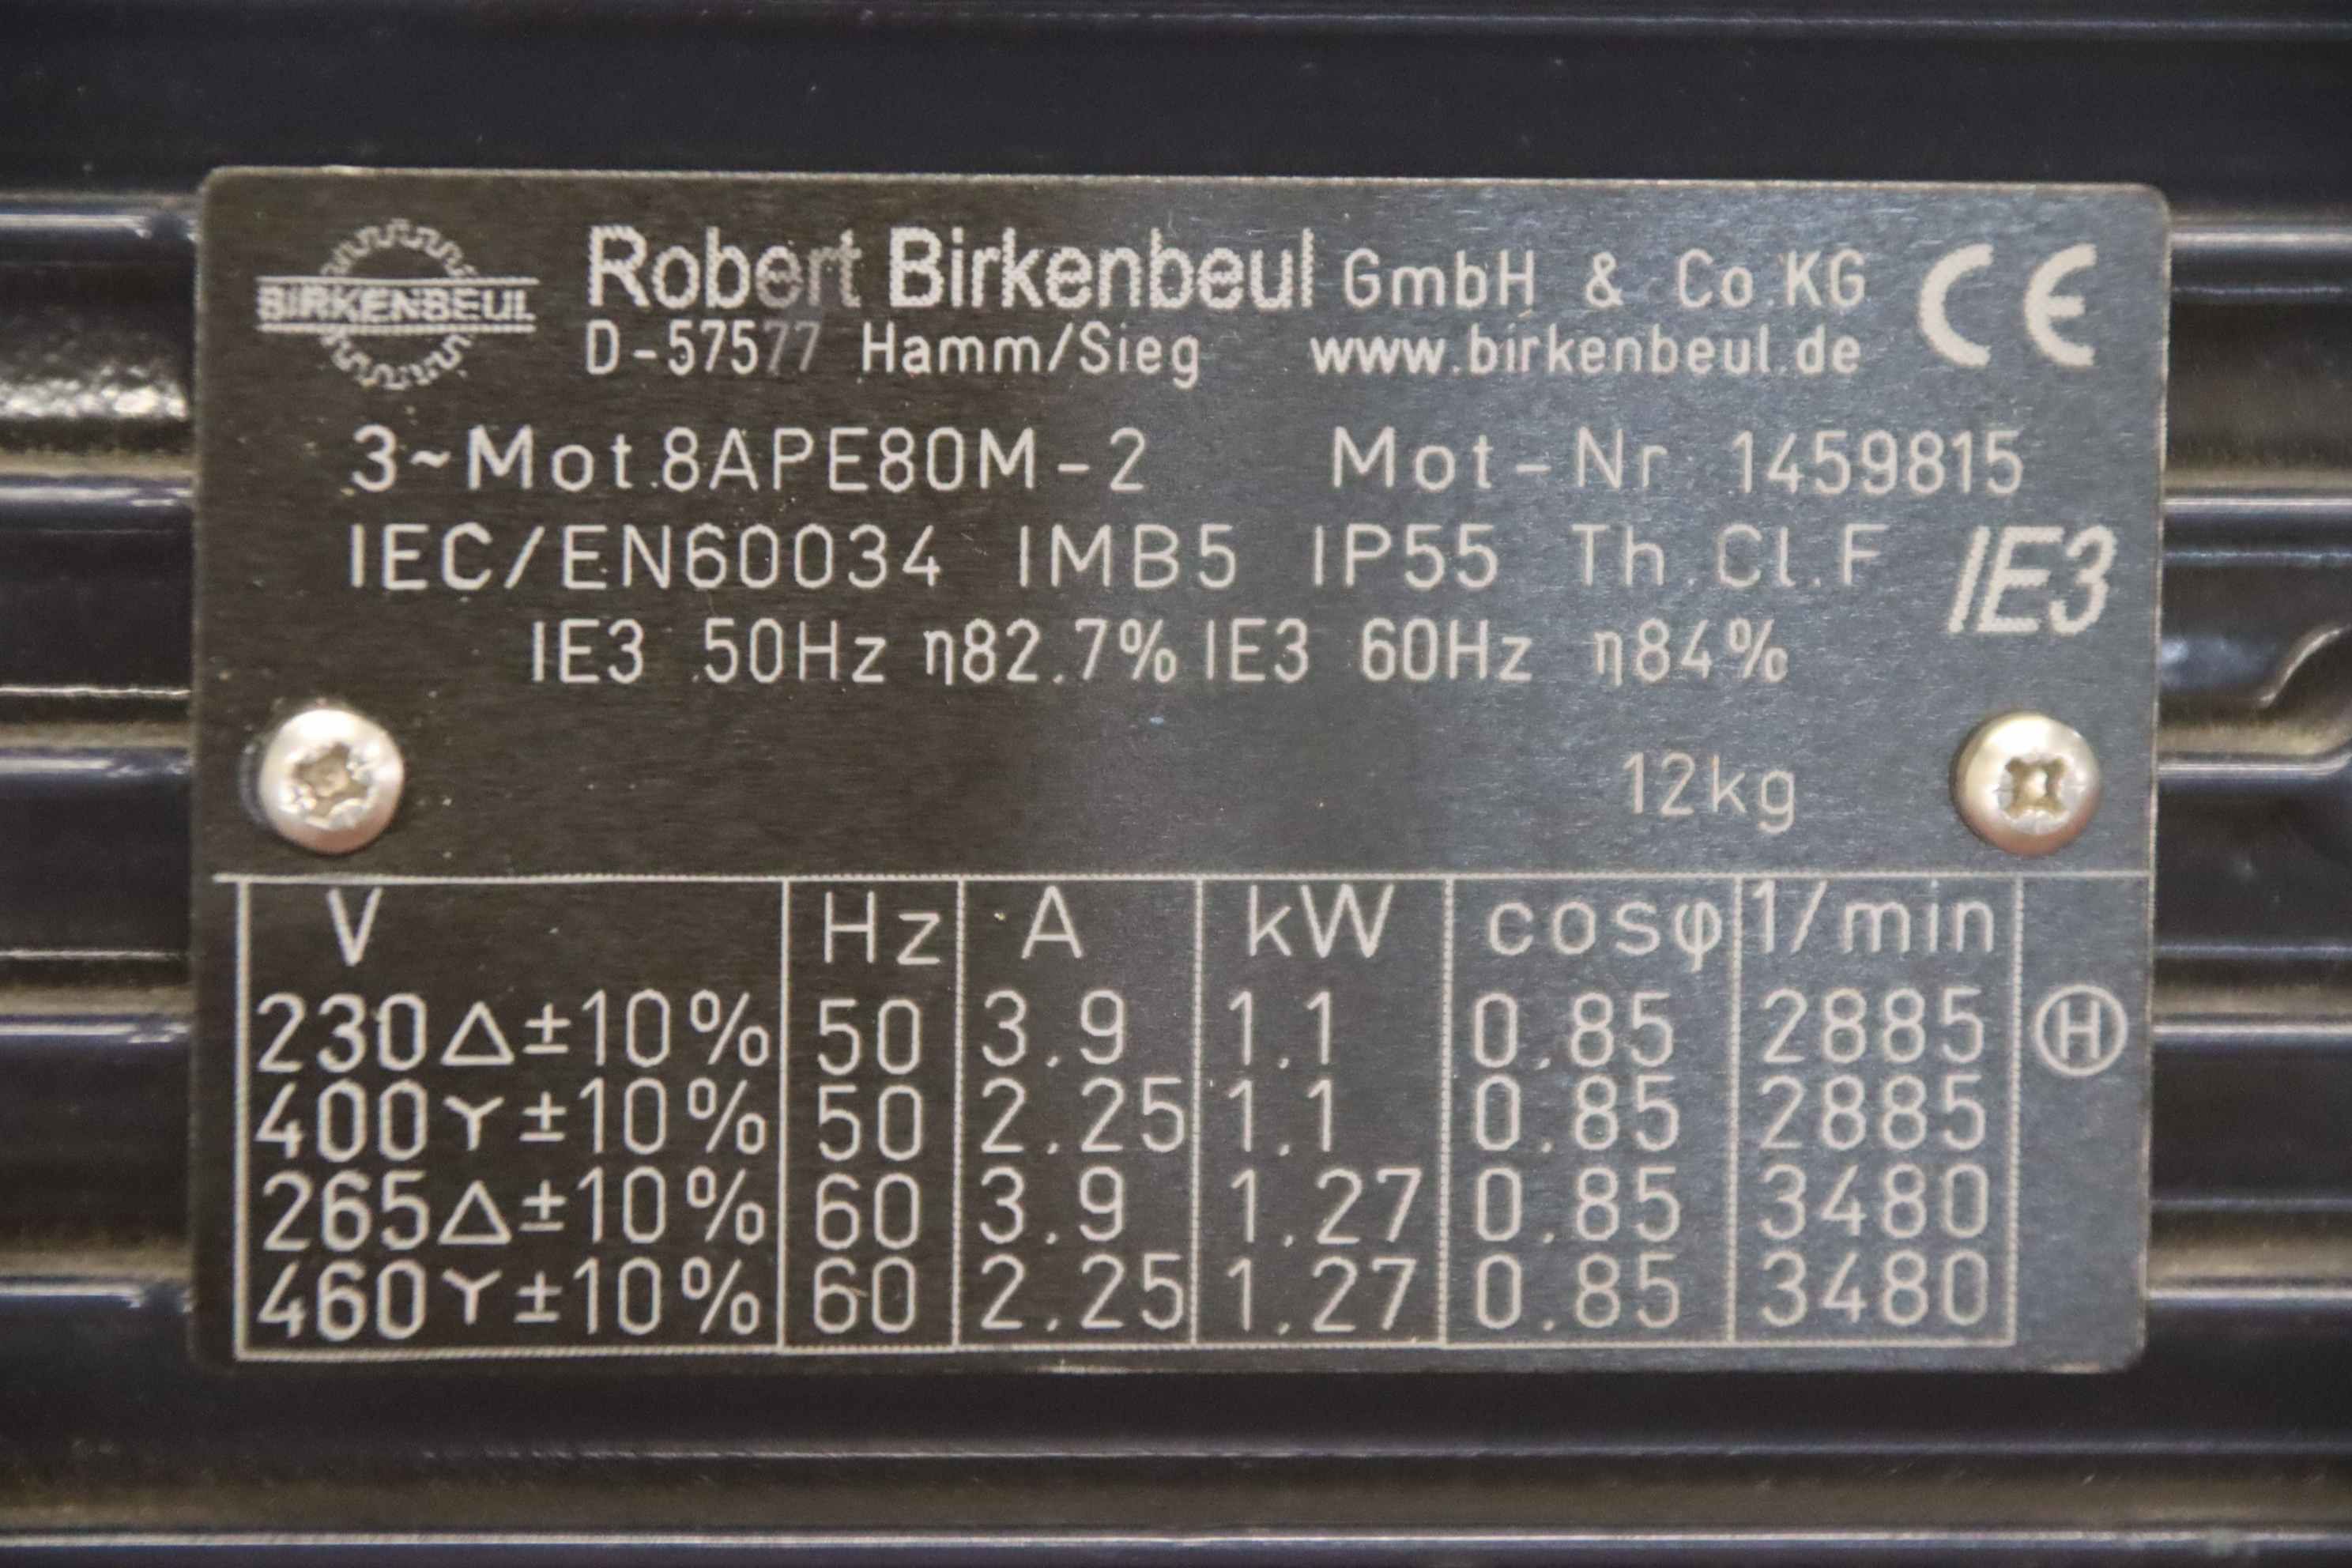 BIRKENBEUL
Robert Birkenbeul GmbH & Co.KG CE
D-57577 Hamm/Sieg www.birkenbeul.de
3~Mot.8APE80M-2 Mot-Nr 1459815
IEC/EN60034 IMB5 IP55 Th.Cl.F IE3
IE3 50Hz η82.7% IE3 60Hz η84%
12kg
V Hz A kW cosφ 1/min
230△±10% 50 3.9 1.1 0.85 2885 Ⓗ
400Y±10% 50 2.25 1.1 0.85 2885
265△±10% 60 3.9 1.27 0.85 3480
460Y±10% 60 2.25 1.27 0.85 3480